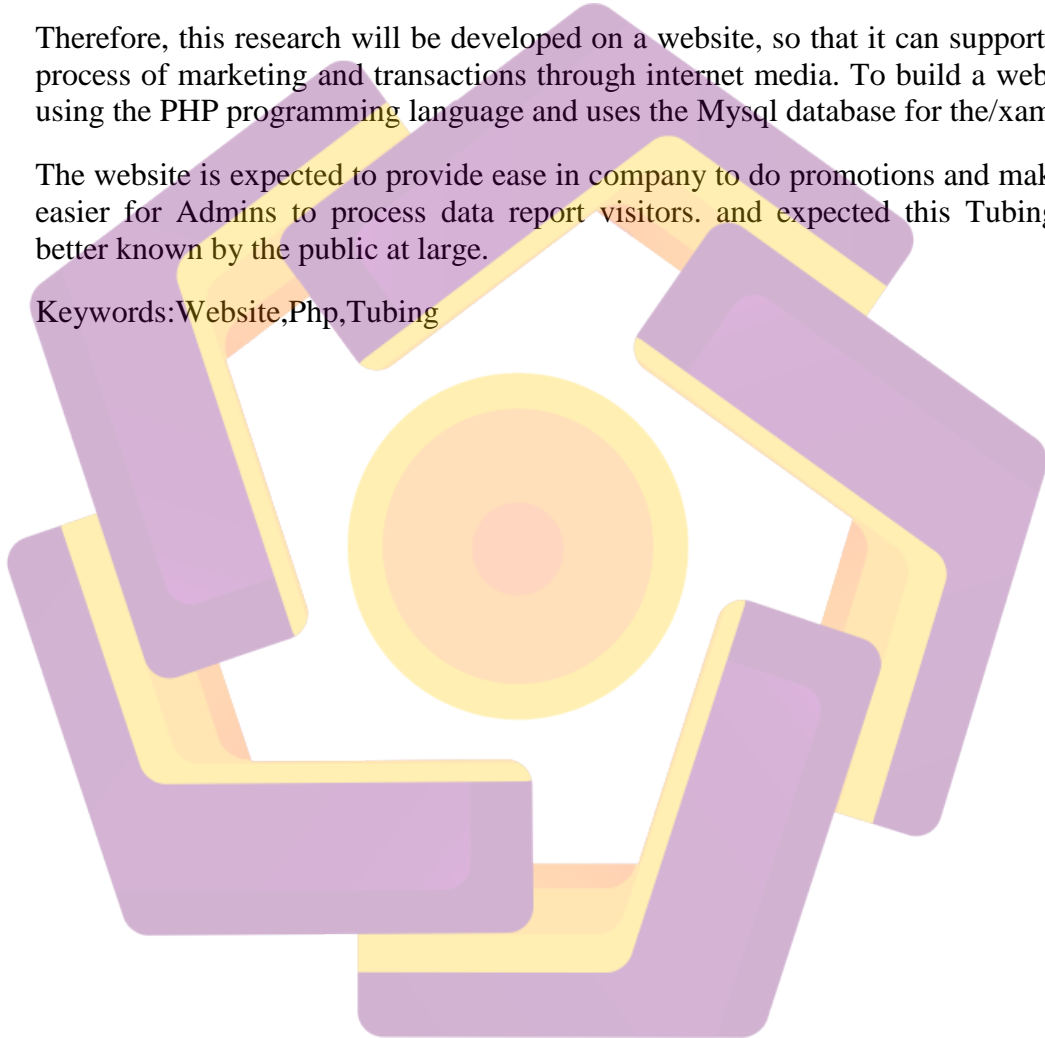 Therefore, this research will be developed on a website, so that it can support
process of marketing and transactions through internet media. To build a web
using the PHP programming language and uses the Mysql database for the/xam
The website is expected to provide ease in company to do promotions and mak
easier for Admins to process data report visitors. and expected this Tubing
better known by the public at large.
Keywords:Website,Php,Tubing